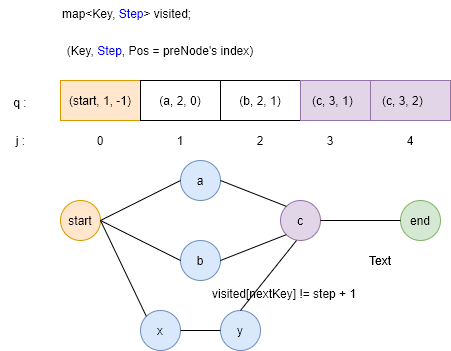 map<Key, Step> visited;
(Key, Step, Pos = preNode's index)
q : (start, 1, -1) (a, 2, 0) (b, 2, 1) (c, 3, 1) (c, 3, 2)
j : 0 1 2 3 4
a
start c end
b Text
visited[nextKey] != step + 1
x y